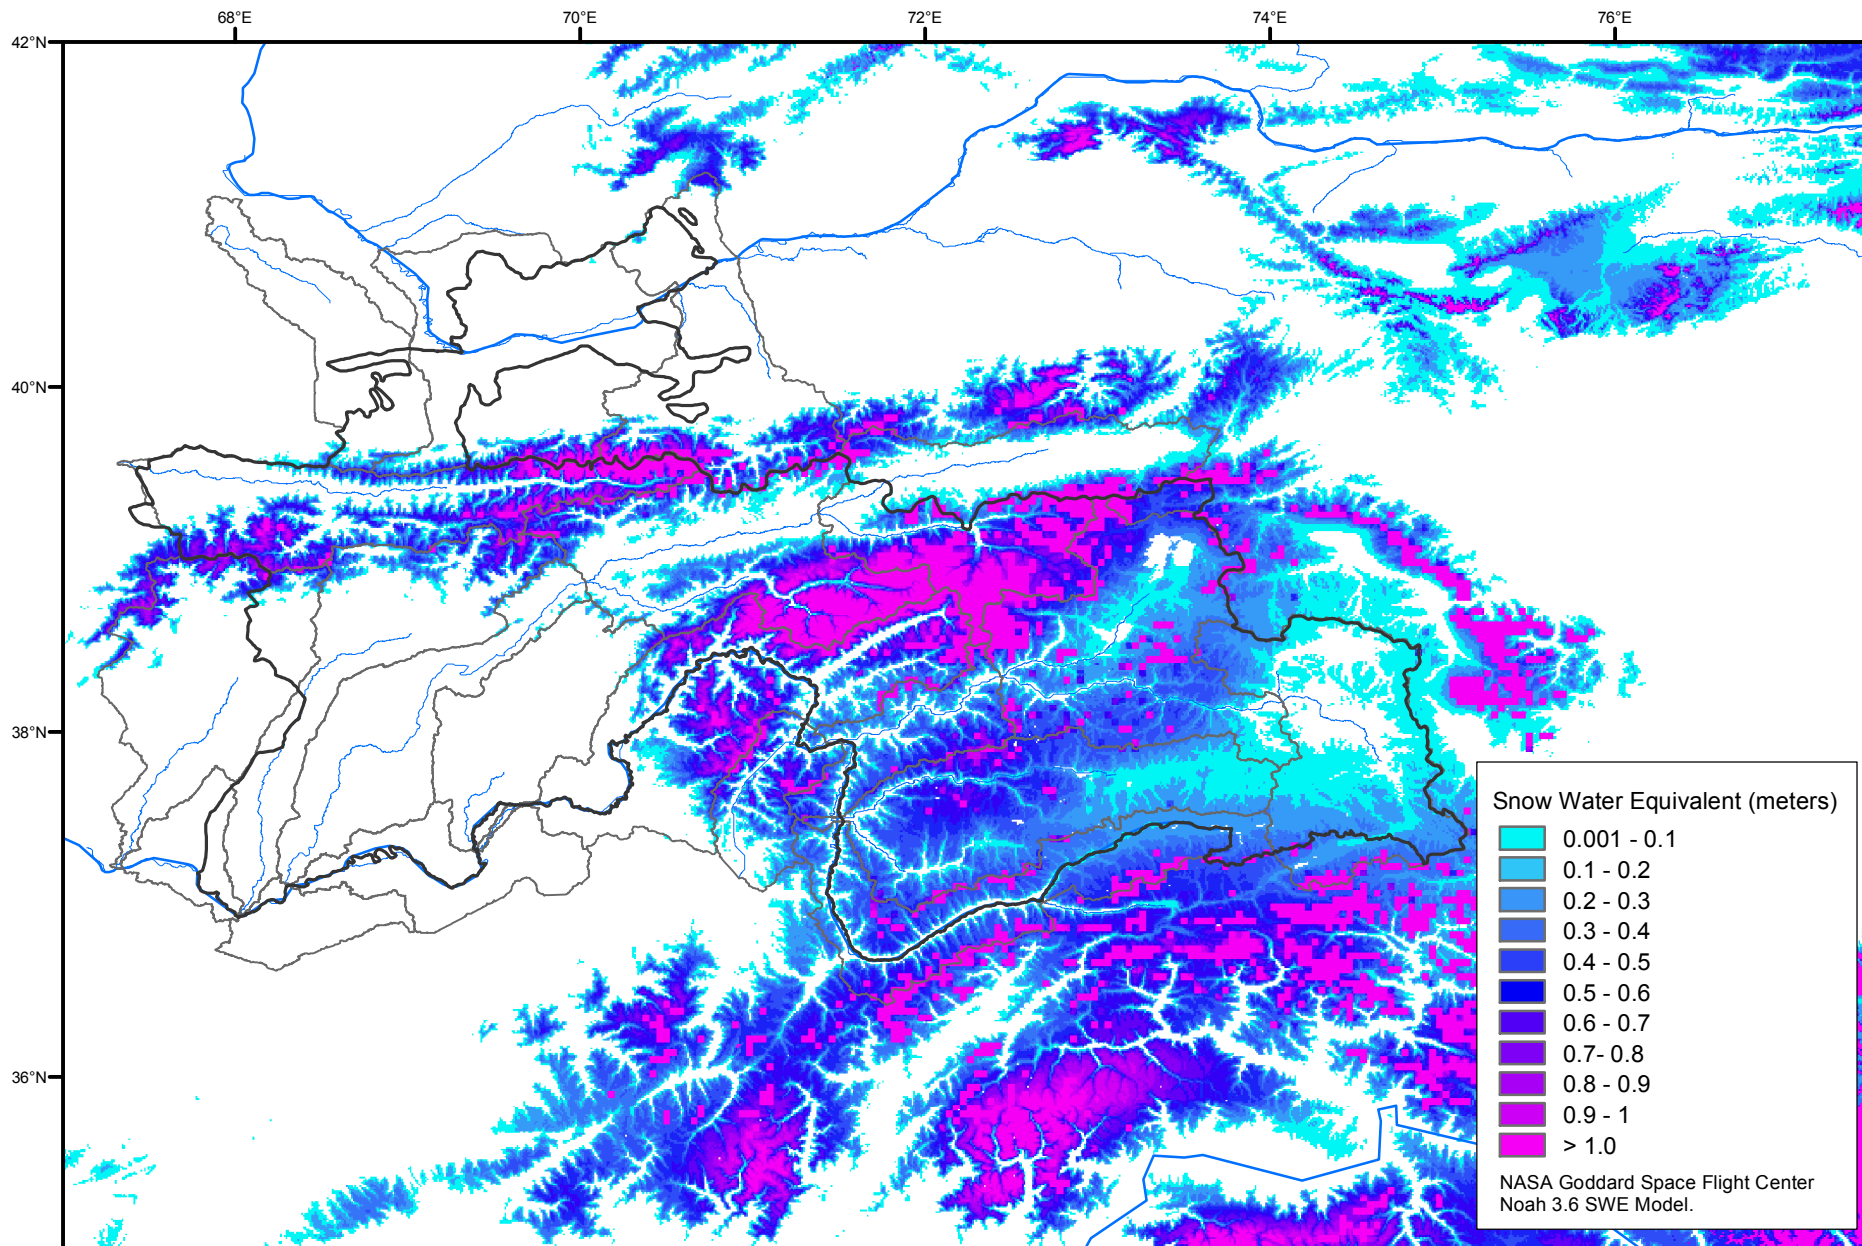 68°E 70°E 72°E 74°E 76°E
42°N
40°N
38°N
36°N
Snow Water Equivalent (meters)
0.001 - 0.1
0.1 - 0.2
0.2 - 0.3
0.3 - 0.4
0.4 - 0.5
0.5 - 0.6
0.6 - 0.7
0.7- 0.8
0.8 - 0.9
0.9 - 1
> 1.0
NASA Goddard Space Flight Center
Noah 3.6 SWE Model.